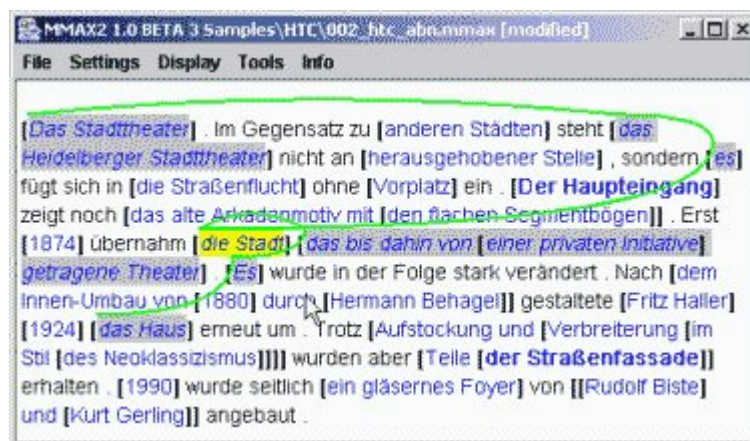 MMAX2 1.0 BETA 3 Samples\HTC\002_htc_abn.mmax [modified]
File Settings Display Tools Info
[Das Stadttheater] . Im Gegensatz zu [anderen Städten] steht [das
Heidelberger Stadttheater] nicht an [herausgehobener Stelle] , sondern [es]
fügt sich in [die Straßenflucht] ohne [Vorplatz] ein . [Der Haupteingang]
zeigt noch [das alte Arkadenmotiv mit [den flachen Segmentbögen]] . Erst
[1874] übernahm [die Stadt] [das bis dahin von [einer privaten Initiative]
getragene Theater] . [Es] wurde in der Folge stark verändert . Nach [dem
Innen-Umbau von [1880] durch [Hermann Behagel]] gestaltete [Fritz Haller]
[1924] [das Haus] erneut um . Trotz [Aufstockung und [Verbreiterung [im
Stil [des Neoklassizismus]]]] wurden aber [Teile [der Straßenfassade]]
erhalten . [1990] wurde seitlich [ein gläsernes Foyer] von [[Rudolf Biste]
und [Kurt Gerling]] angebaut .